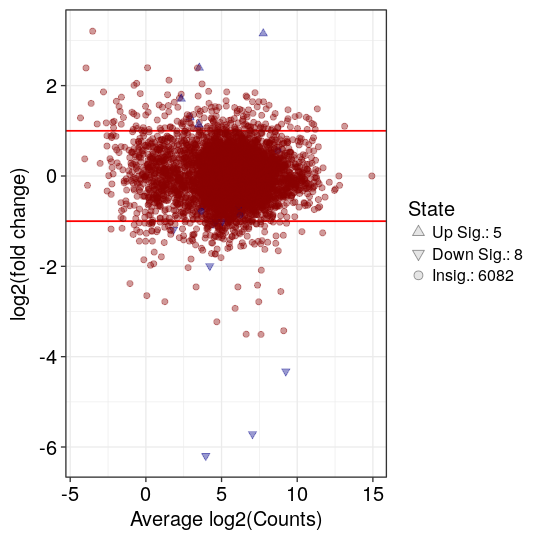 2
0
-2
-4
-6
log2(fold change)
-5
0
5
10
15
Average log2(Counts)
State
Up Sig.: 5
Down Sig.: 8
Insig.: 6082